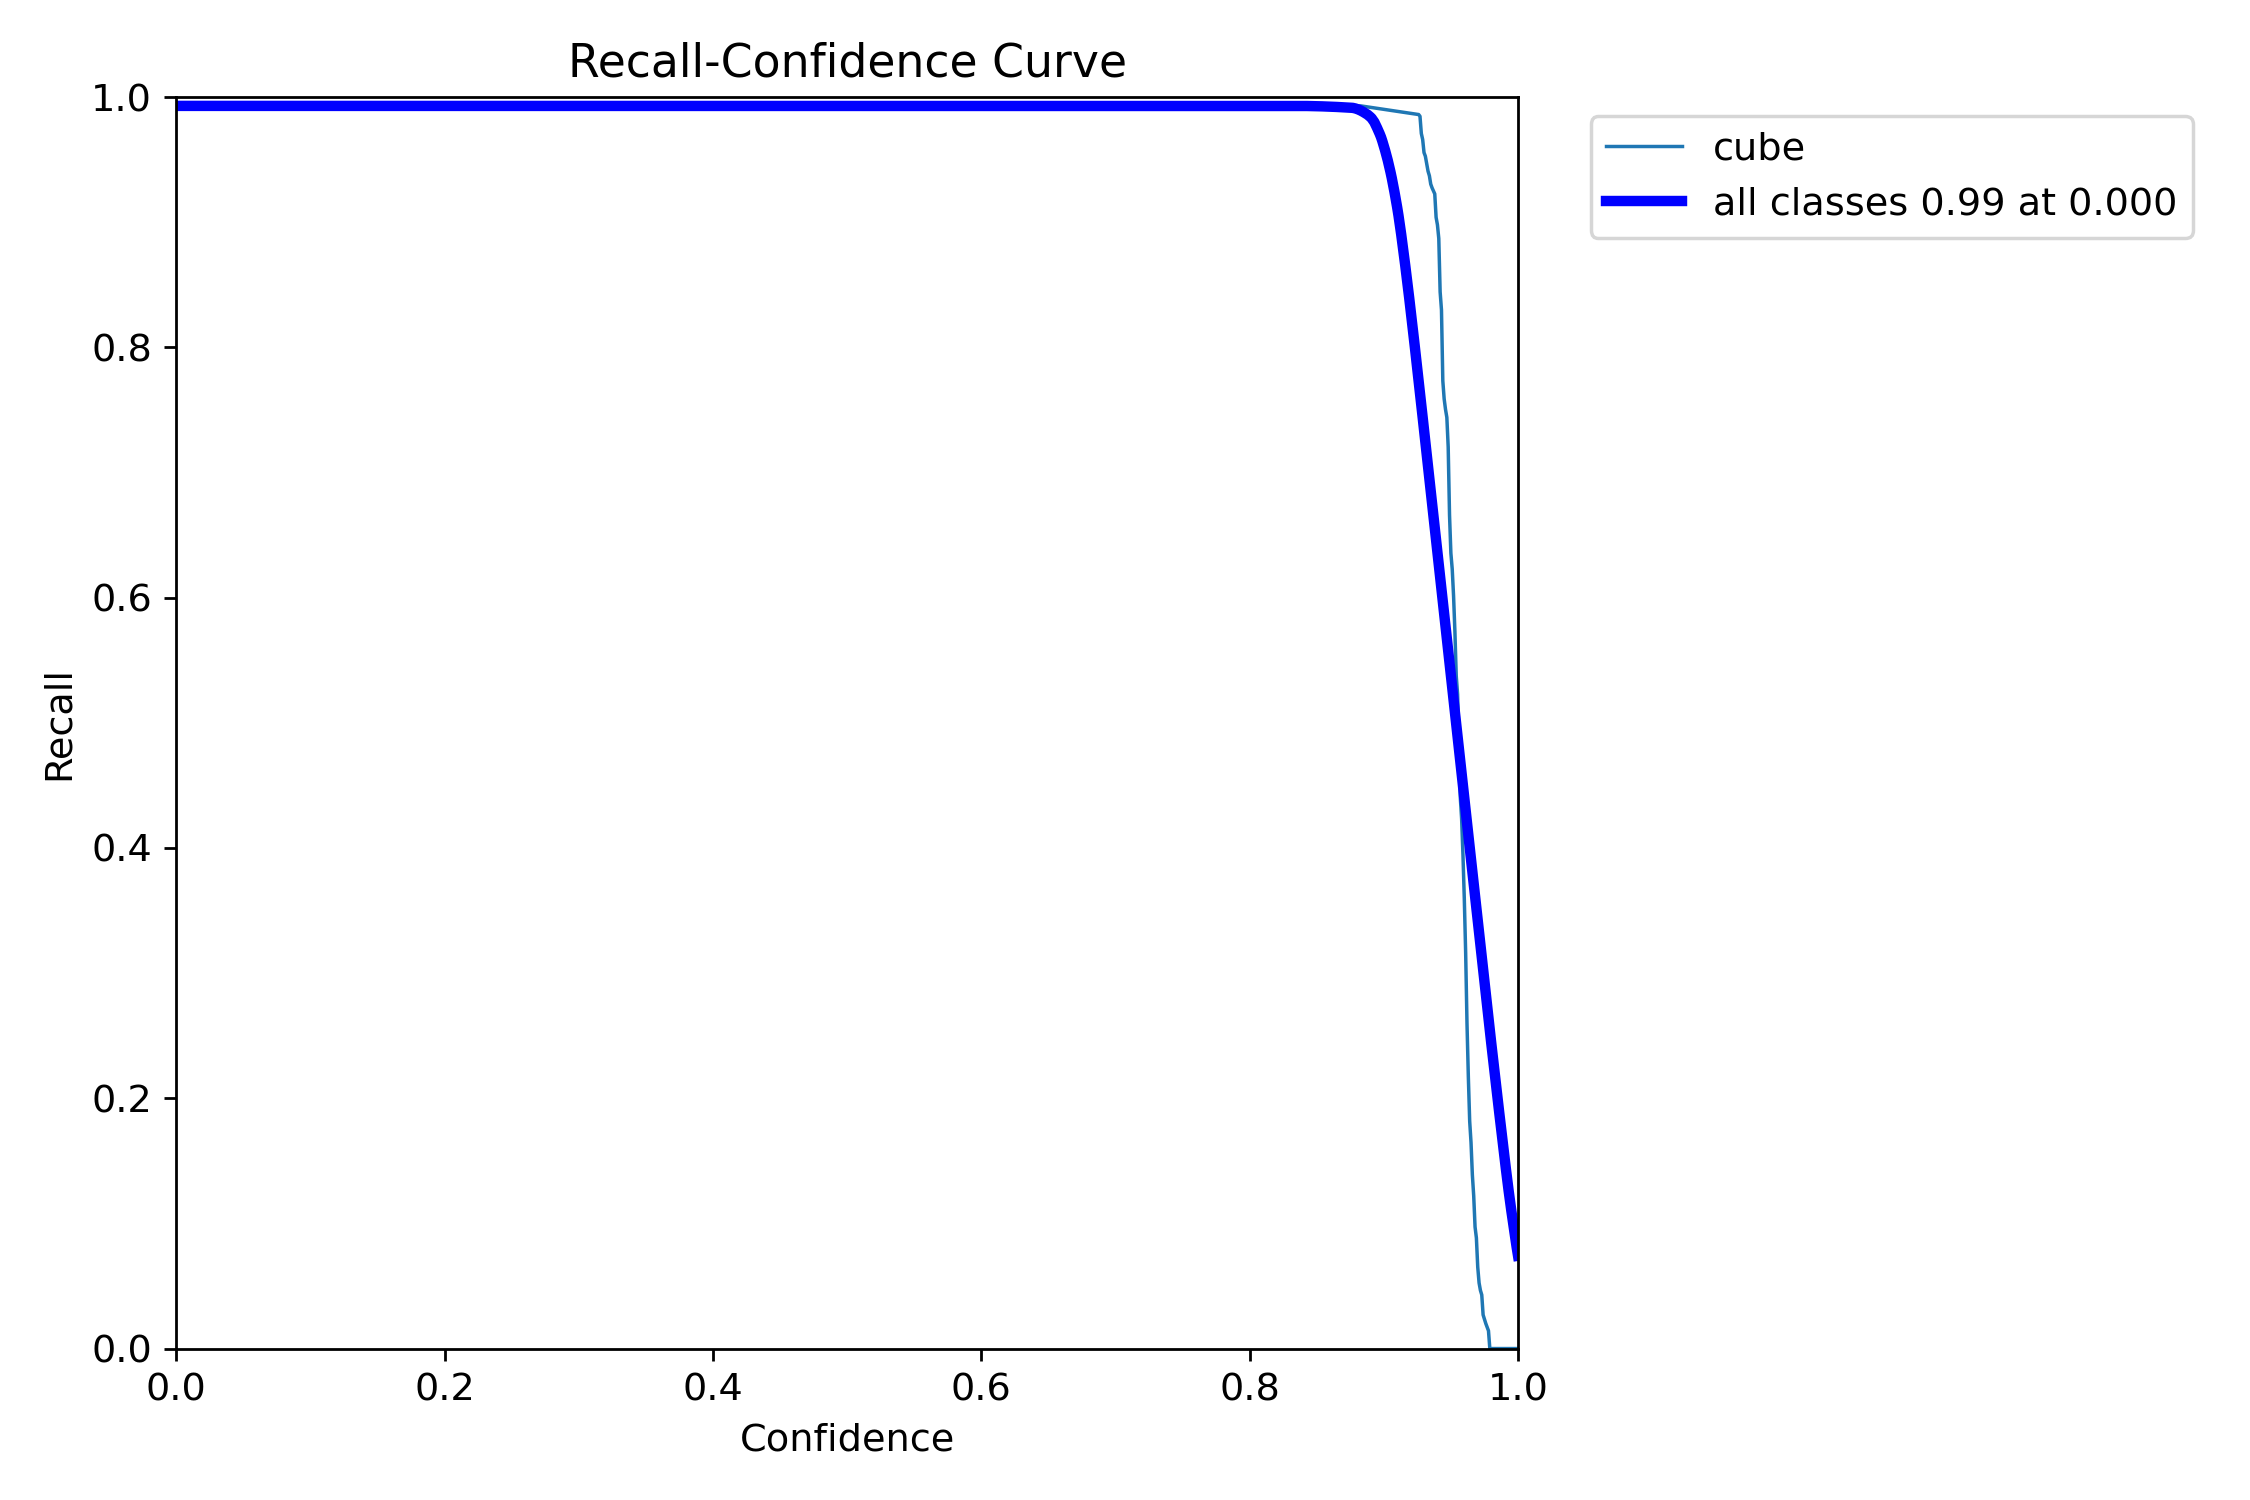 Recall-Confidence Curve
1.0
0.8
0.6
0.4
0.2
0.0
Recall
0.0 0.2 0.4 0.6 0.8 1.0
Confidence
cube
all classes 0.99 at 0.000